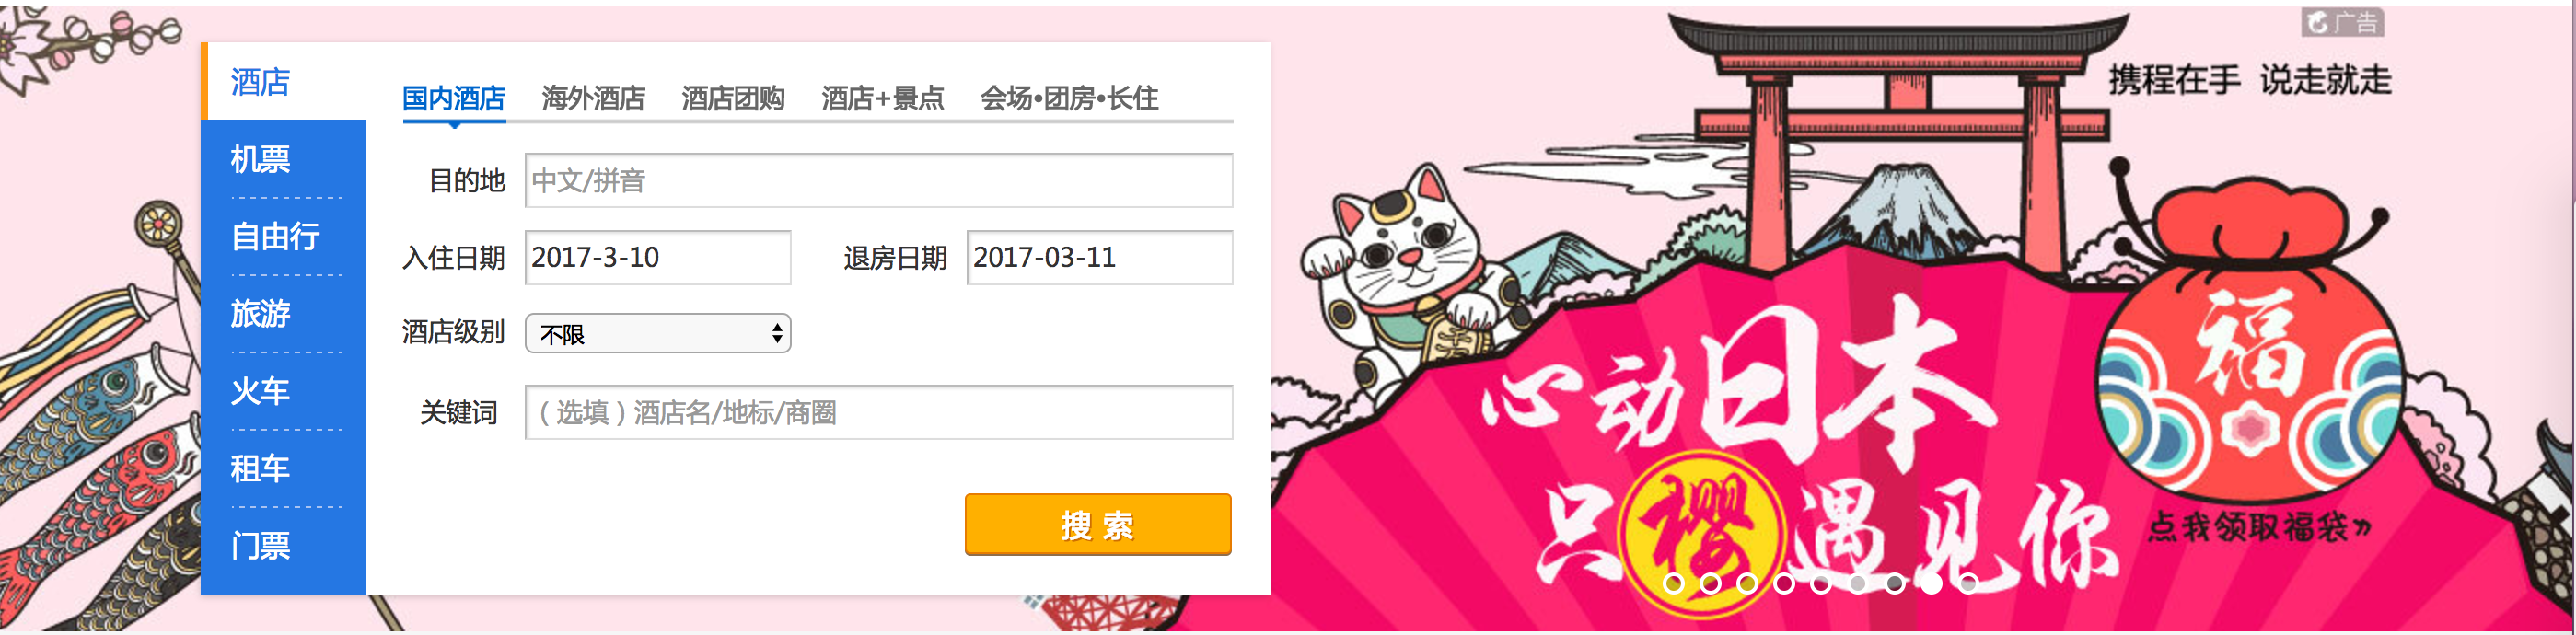 广告
携程在手 说走就走
酒店
机票
自由行
旅游
火车
租车
门票
国内酒店 海外酒店 酒店团购 酒店+景点 会场•团房•长住
目的地 中文/拼音
入住日期 2017-3-10 退房日期 2017-03-11
酒店级别 不限
关键词 (选填)酒店名/地标/商圈
搜索
心动日本
只樱遇见你
福
点我领取福袋»